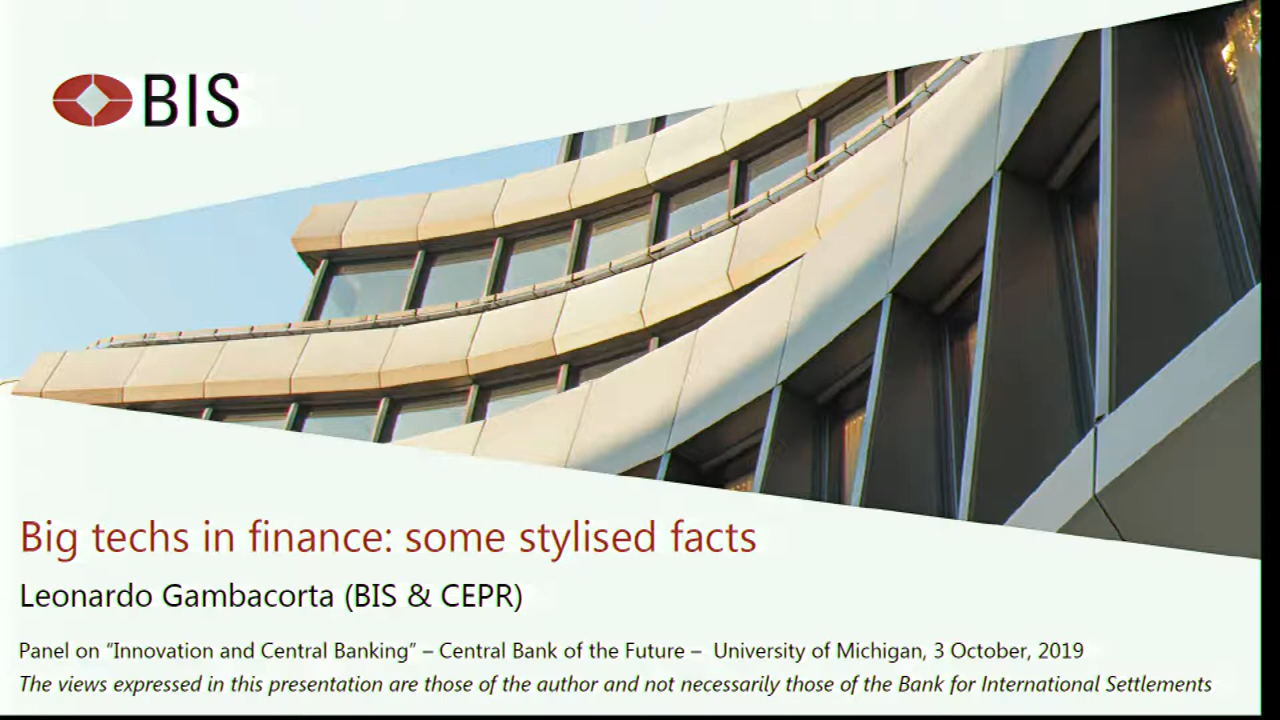 BIS
Big techs in finance: some stylised facts
Leonardo Gambacorta (BIS & CEPR)
Panel on “Innovation and Central Banking” – Central Bank of the Future – University of Michigan, 3 October, 2019
The views expressed in this presentation are those of the author and not necessarily those of the Bank for International Settlements